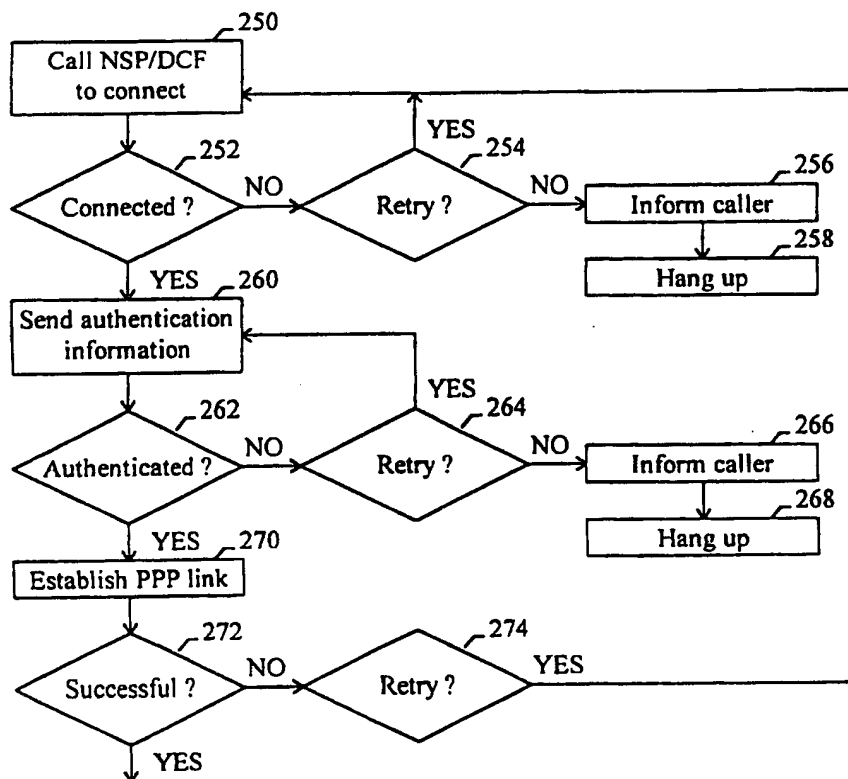 250
Call NSP/DCF
to connect
YES
252
254
256
Connected ?
NO
Retry ?
NO
Inform caller
258
Hang up
YES
260
Send authentication
information
YES
262
264
266
Authenticated ?
NO
Retry ?
NO
Inform caller
268
Hang up
YES
270
Establish PPP link
272
274
Successful ?
NO
Retry ?
YES
YES